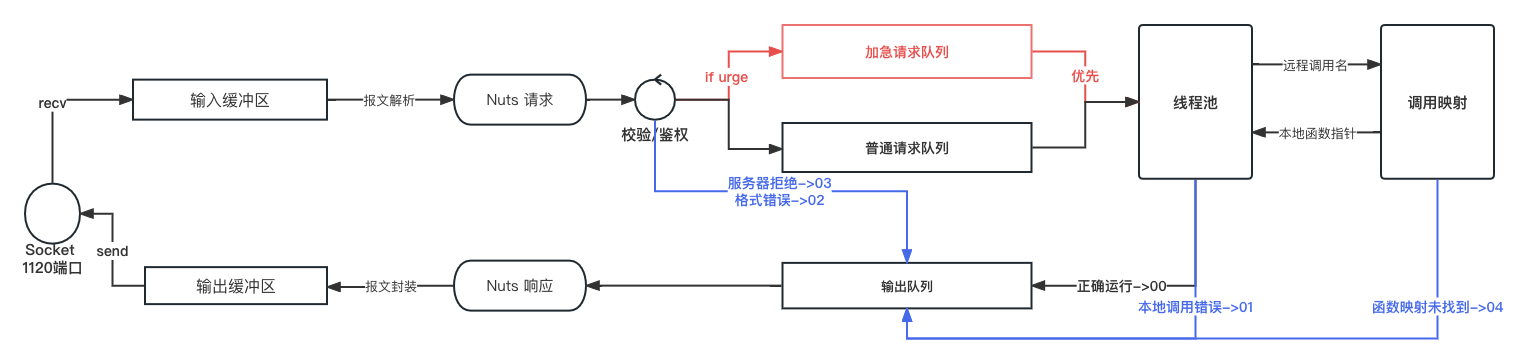 加急请求队列
if urge
优先
recv
输入缓冲区
报文解析
Nuts 请求
校验/鉴权
普通请求队列
线程池
远程调用名
本地函数指针
调用映射
服务器拒绝->03
格式错误->02
Socket
1120端口
send
输出缓冲区
报文封装
Nuts 响应
输出队列
正确运行->00
本地调用错误->01
函数映射未找到->04